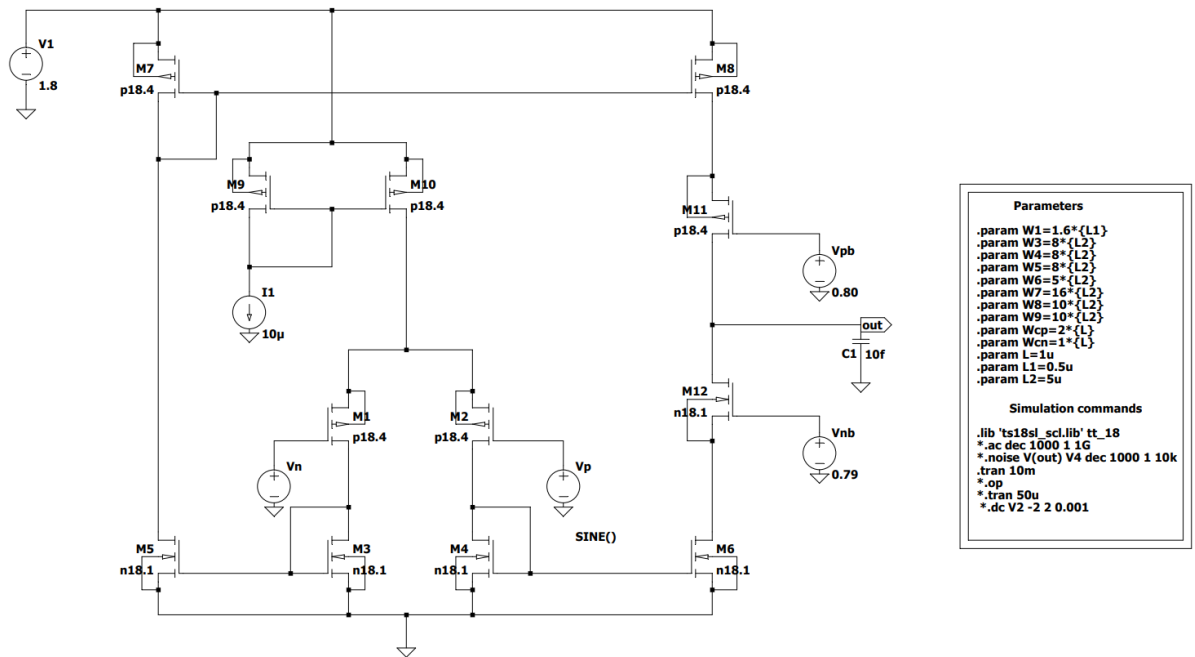 V1
1.8
M7
p18.4
M8
p18.4
M9
p18.4
M10
p18.4
M11
p18.4
Vpb
0.80
I1
10µ
out
C1
10f
M12
n18.1
Vnb
0.79
M1
p18.4
M2
p18.4
Vn
Vp
SINE()
M5
n18.1
M3
n18.1
M4
n18.1
M6
n18.1
Parameters
.param W1=1.6*{L1}
.param W3=8*{L2}
.param W4=8*{L2}
.param W5=8*{L2}
.param W6=5*{L2}
.param W7=16*{L2}
.param W8=10*{L2}
.param W9=10*{L2}
.param Wcp=2*{L}
.param Wcn=1*{L}
.param L=1u
.param L1=0.5u
.param L2=5u
Simulation commands
.lib 'ts18sl_scl.lib' tt_18
*.ac dec 1000 1 1G
*.noise V(out) V4 dec 1000 1 10k
.tran 10m
*.op
*.tran 50u
*.dc V2 -2 2 0.001